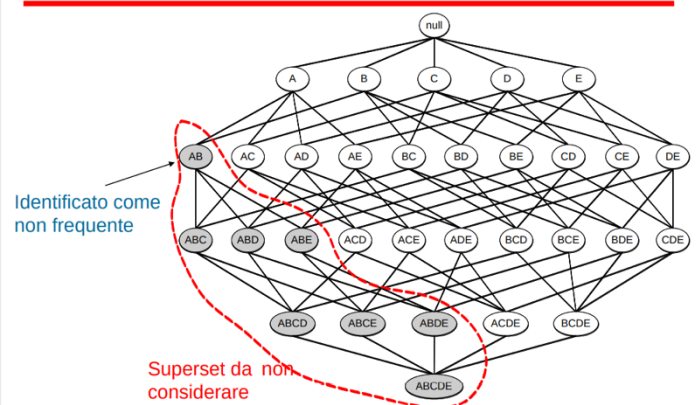 null
A B C D E
AB AC AD AE BC BD BE CD CE DE
Identificato come
non frequente
ABC ABD ABE ACD ACE ADE BCD BCE BDE CDE
ABCD ABCE ABDE ACDE BCDE
Superset da non
considerare
ABCDE